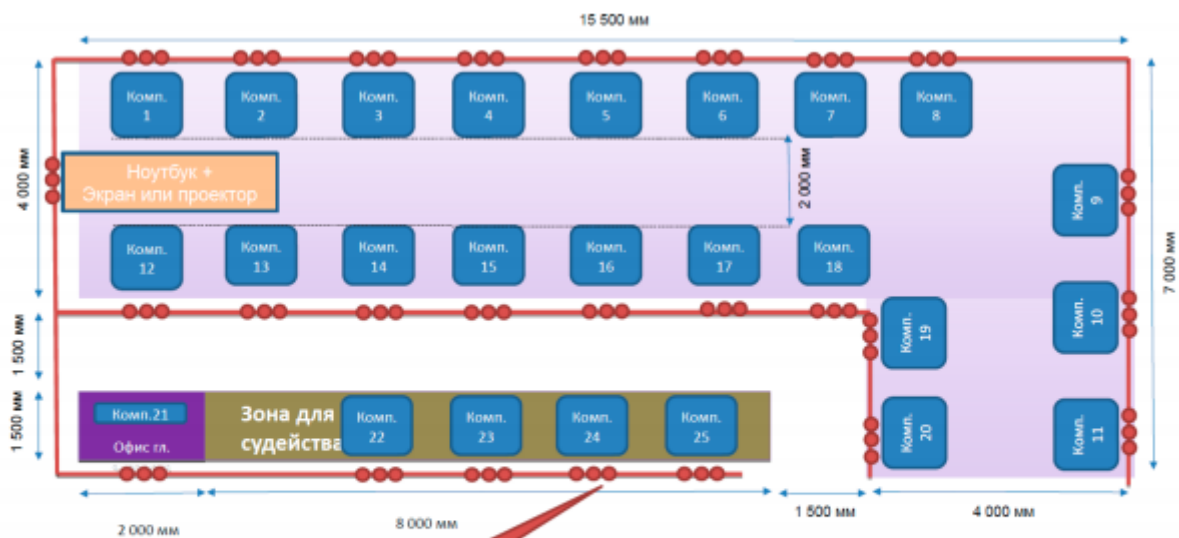 15 500 мм
Комп.
1
Комп.
2
Комп.
3
Комп.
4
Комп.
5
Комп.
6
Комп.
7
Комп.
8
4 000 мм
Ноутбук +
Экран или проектор
2 000 мм
Комп.
9
7 000 мм
Комп.
12
Комп.
13
Комп.
14
Комп.
15
Комп.
16
Комп.
17
Комп.
18
Комп.
10
Комп.
19
1 500 мм
1 500 мм
Комп.21
Офис гл.
Зона для
судейства
Комп.
22
Комп.
23
Комп.
24
Комп.
25
Комп.
20
Комп.
11
2 000 мм
8 000 мм
1 500 мм
4 000 мм